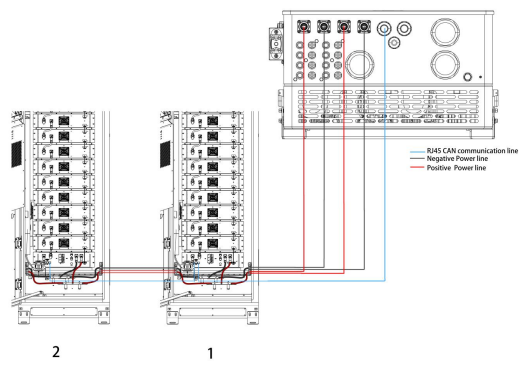 RJ45 CAN communication line
Negative Power line
Positive Power line
2
1